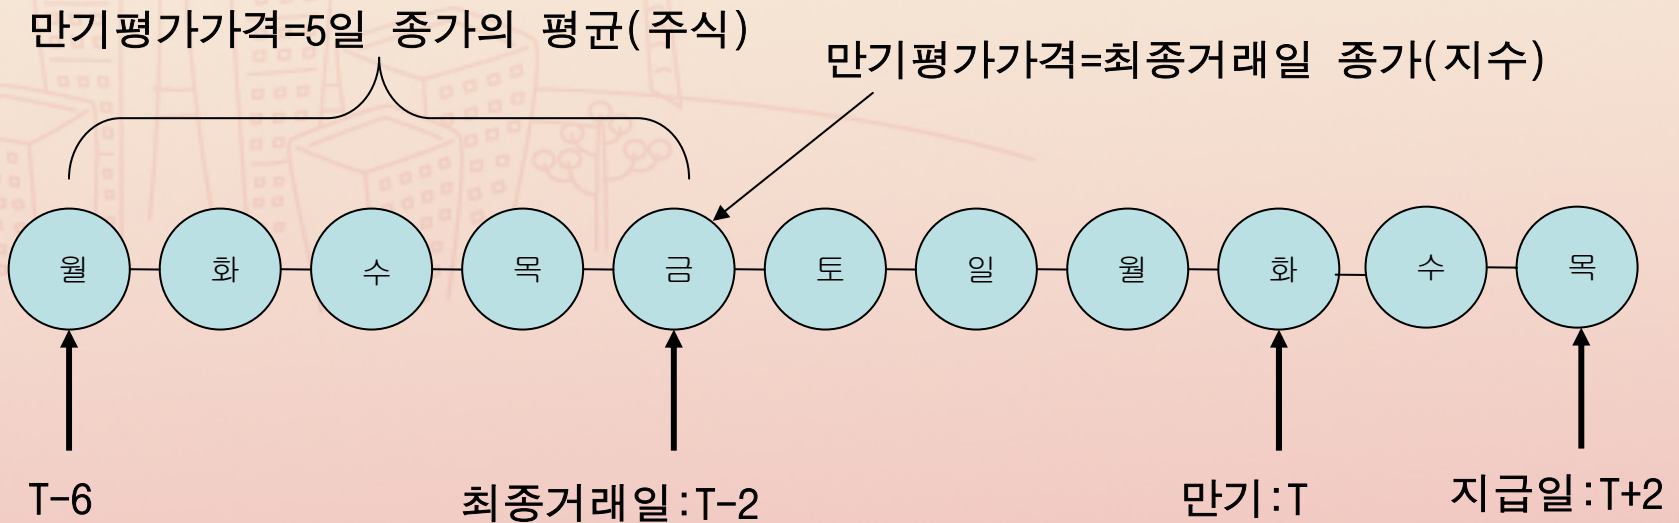 만기평가가격=5일 종가의 평균(주식)
만기평가가격=최종거래일 종가(지수)
월 화 수 목 금 토 일 월 화 수 목
T-6 최종거래일:T-2 만기:T 지급일:T+2